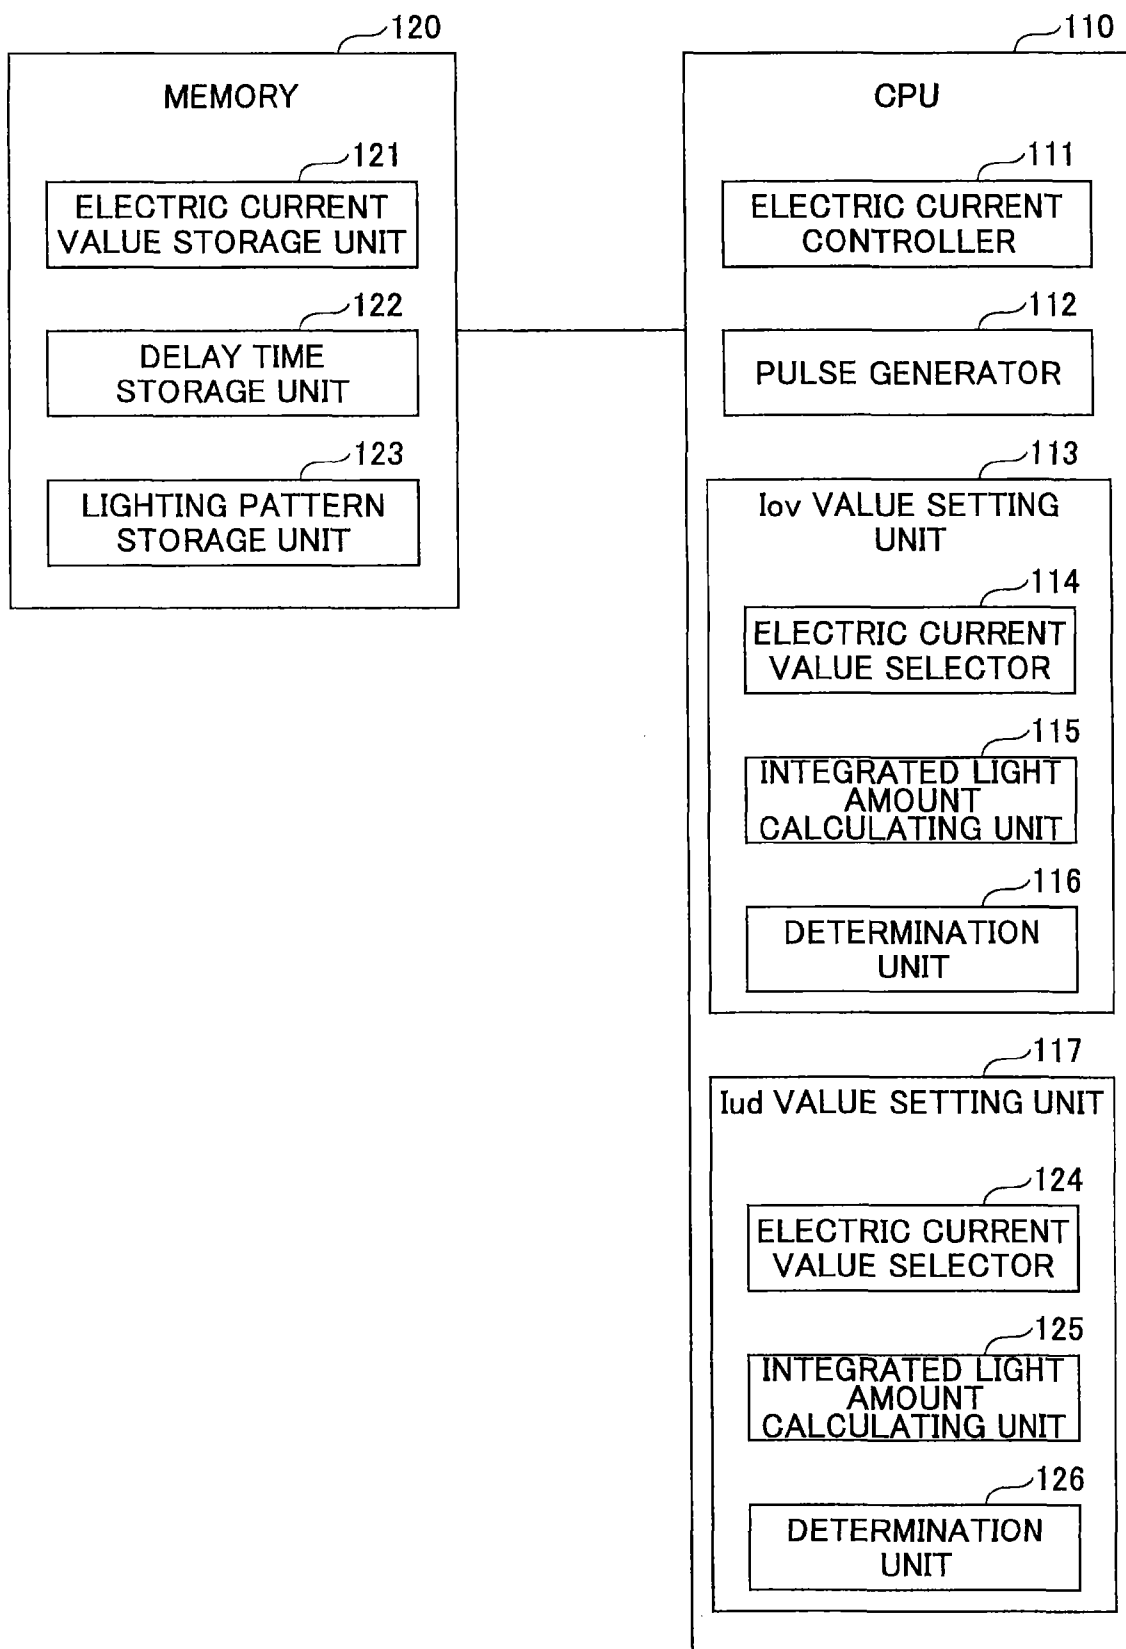 120
MEMORY
121
ELECTRIC CURRENT
VALUE STORAGE UNIT
122
DELAY TIME
STORAGE UNIT
123
LIGHTING PATTERN
STORAGE UNIT
110
CPU
111
ELECTRIC CURRENT
CONTROLLER
112
PULSE GENERATOR
113
Iov VALUE SETTING
UNIT
114
ELECTRIC CURRENT
VALUE SELECTOR
115
INTEGRATED LIGHT
AMOUNT
CALCULATING UNIT
116
DETERMINATION
UNIT
117
Iud VALUE SETTING UNIT
124
ELECTRIC CURRENT
VALUE SELECTOR
125
INTEGRATED LIGHT
AMOUNT
CALCULATING UNIT
126
DETERMINATION
UNIT